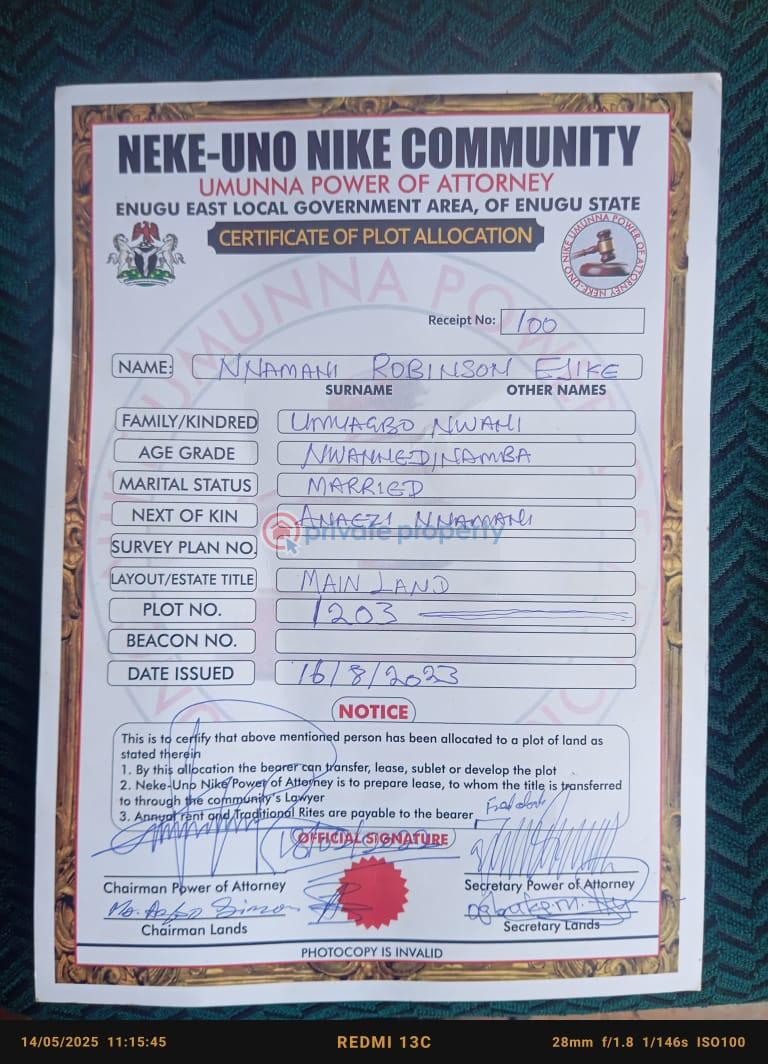 NEKE-UNO NIKE COMMUNITY
UMUNNA POWER OF ATTORNEY
ENUGU EAST LOCAL GOVERNMENT AREA, OF ENUGU STATE
CERTIFICATE OF PLOT ALLOCATION
NEKE-UNO NIKE UMUNNA POWER OF ATTORNEY
Receipt No: 100
NAME: NNAMANI ROBINSON EJIKE
SURNAME OTHER NAMES
FAMILY/KINDRED UMUAGBO NWANI
AGE GRADE NWANNEDINAMBA
MARITAL STATUS MARRIED
NEXT OF KIN ANAEZI NNAMANI
private property
SURVEY PLAN NO.
LAYOUT/ESTATE TITLE MAIN LAND
PLOT NO. 1203
BEACON NO.
DATE ISSUED 16/8/2023
NOTICE
This is to certify that above mentioned person has been allocated to a plot of land as
stated therein
1. By this allocation the bearer can transfer, lease, sublet or develop the plot
2. Neke-Uno Nike Power of Attorney is to prepare lease, to whom the title is transferred
to through the community's Lawyer
3. Annual rent and Traditional Rites are payable to the bearer
OFFICIAL SIGNATURE
Chairman Power of Attorney Secretary Power of Attorney
Simon
Chairman Lands Secretary Lands
PHOTOCOPY IS INVALID
14/05/2025 11:15:45 REDMI 13C 28mm f/1.8 1/146s ISO100